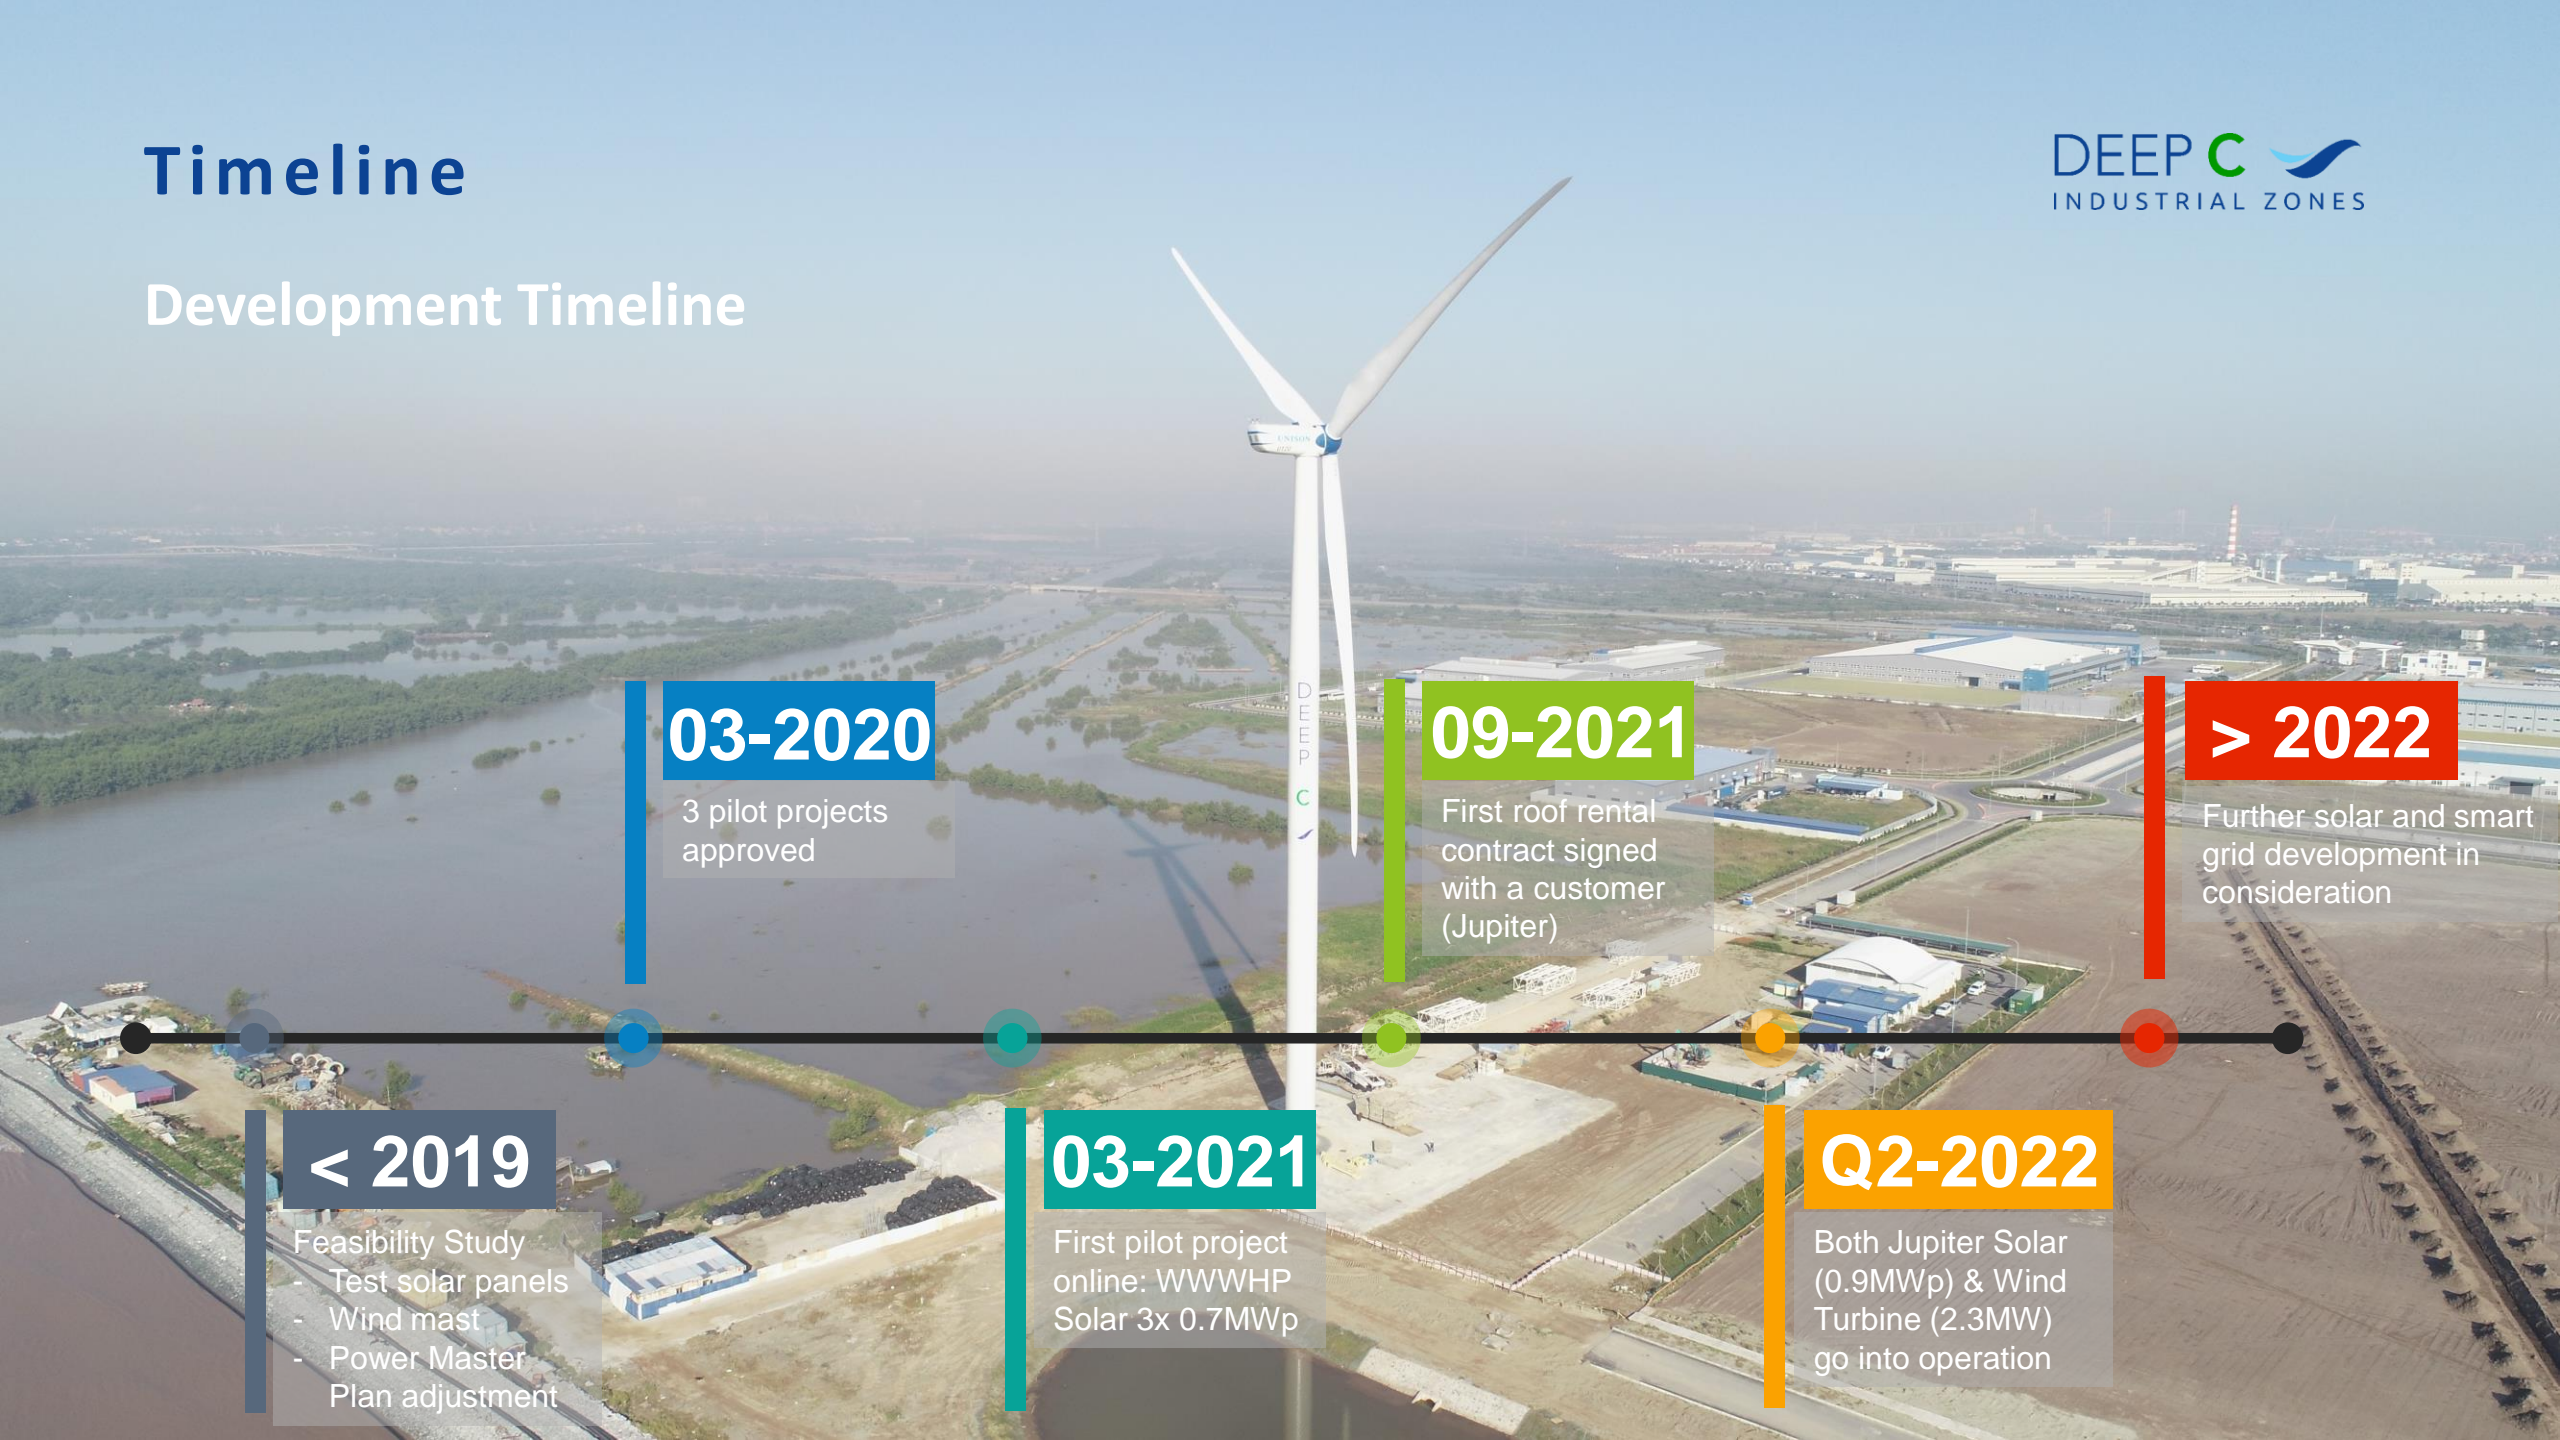 Timeline
DEEP C
INDUSTRIAL ZONES
Development Timeline
UNISON
DEEP C
03-2020
3 pilot projects
approved
09-2021
First roof rental
contract signed
with a customer
(Jupiter)
> 2022
Further solar and smart
grid development in
consideration
< 2019
Feasibility Study
- Test solar panels
- Wind mast
- Power Master
Plan adjustment
03-2021
First pilot project
online: WWWHP
Solar 3x 0.7MWp
Q2-2022
Both Jupiter Solar
(0.9MWp) & Wind
Turbine (2.3MW)
go into operation